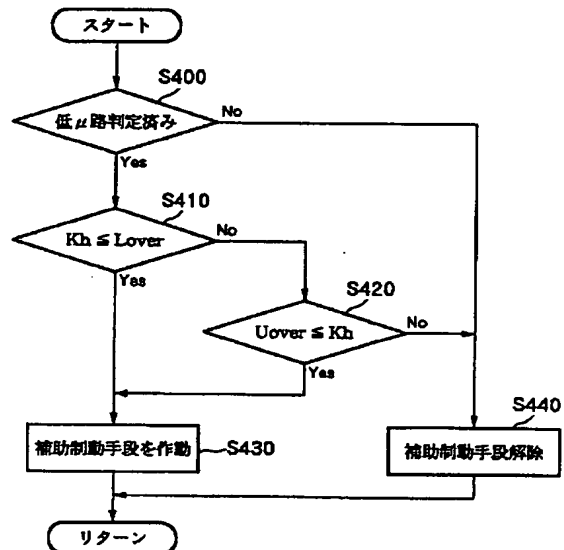 スタート
S400
低μ路判定済み
No
Yes
S410
Kh ≦ Lover
No
Yes
S420
Uover ≦ Kh
No
Yes
S430
補助制動手段を作動
S440
補助制動手段解除
リターン